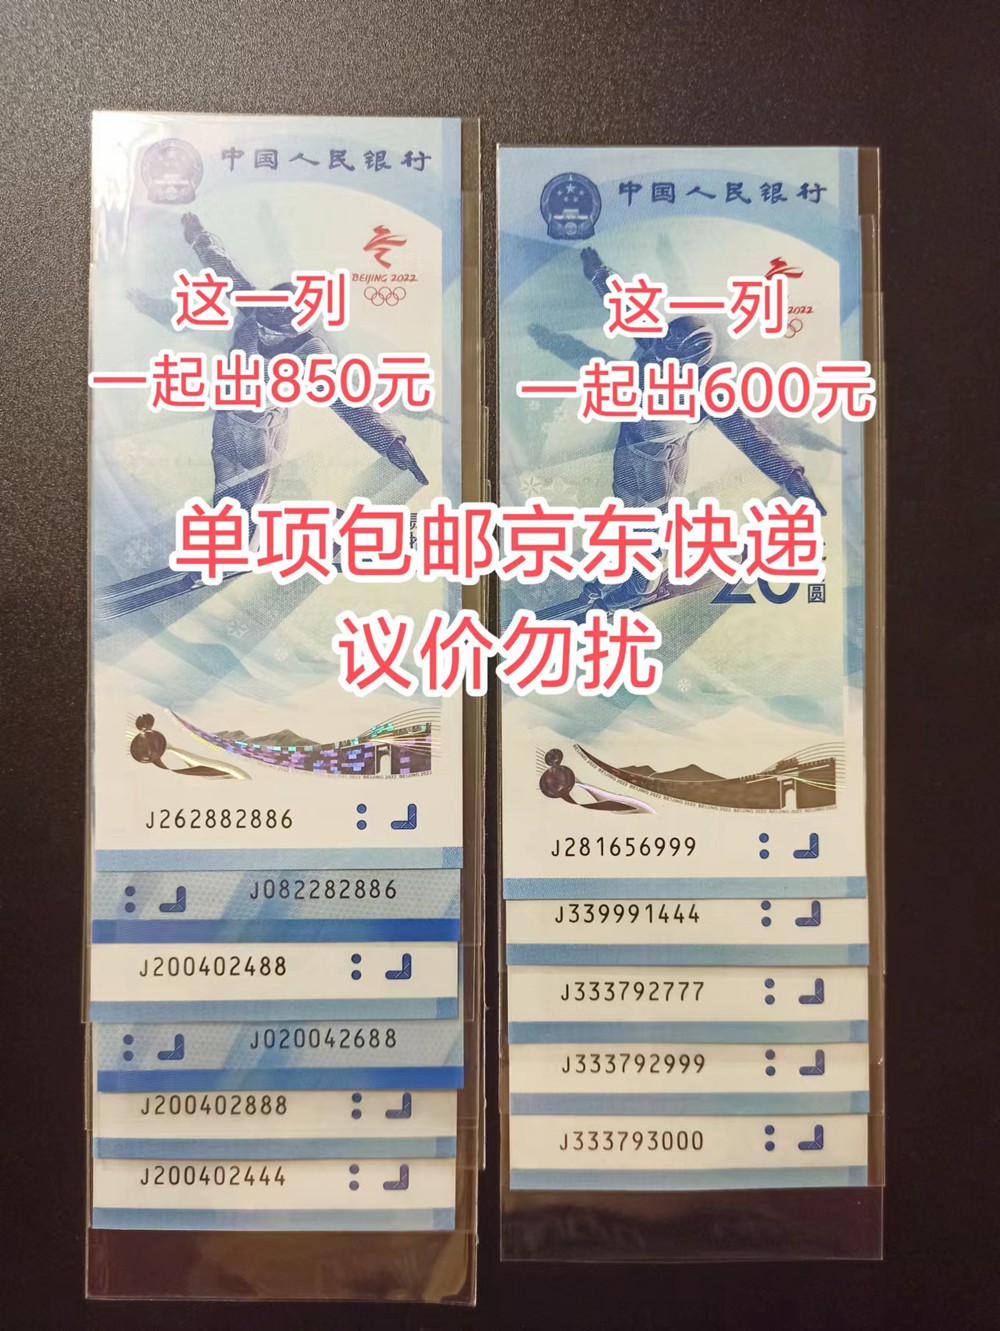 中国人民银行
BEIJING 2022
这一列
一起出850元
J262882886
J082282886
J200402488
J020042688
J200402888
J200402444
中国人民银行
2022
这一列
一起出600元
20
圆
J281656999
J339991444
J333792777
J333792999
J333793000
单项包邮京东快递
议价勿扰